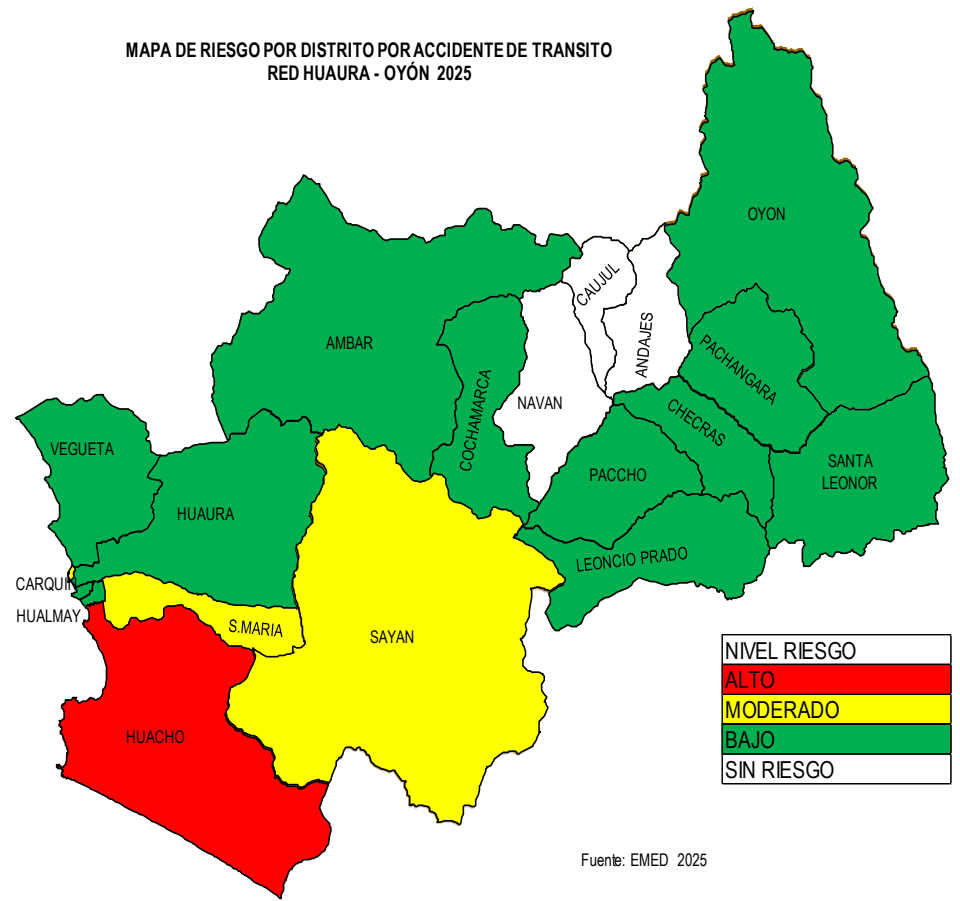 MAPA DE RIESGO POR DISTRITO POR ACCIDENTE DE TRANSITO
RED HUAURA - OYÓN 2025
OYON
CAUJUL
ANDAJES
AMBAR
PACHANGARA
NAVAN
CHECRAS
COCHAMARCA
VEGUETA
SANTA
LEONOR
PACCHO
HUAURA
LEONCIO PRADO
CARQUIN
HUALMAY
S.MARIA
SAYAN
HUACHO
NIVEL RIESGO
ALTO
MODERADO
BAJO
SIN RIESGO
Fuente: EMED 2025